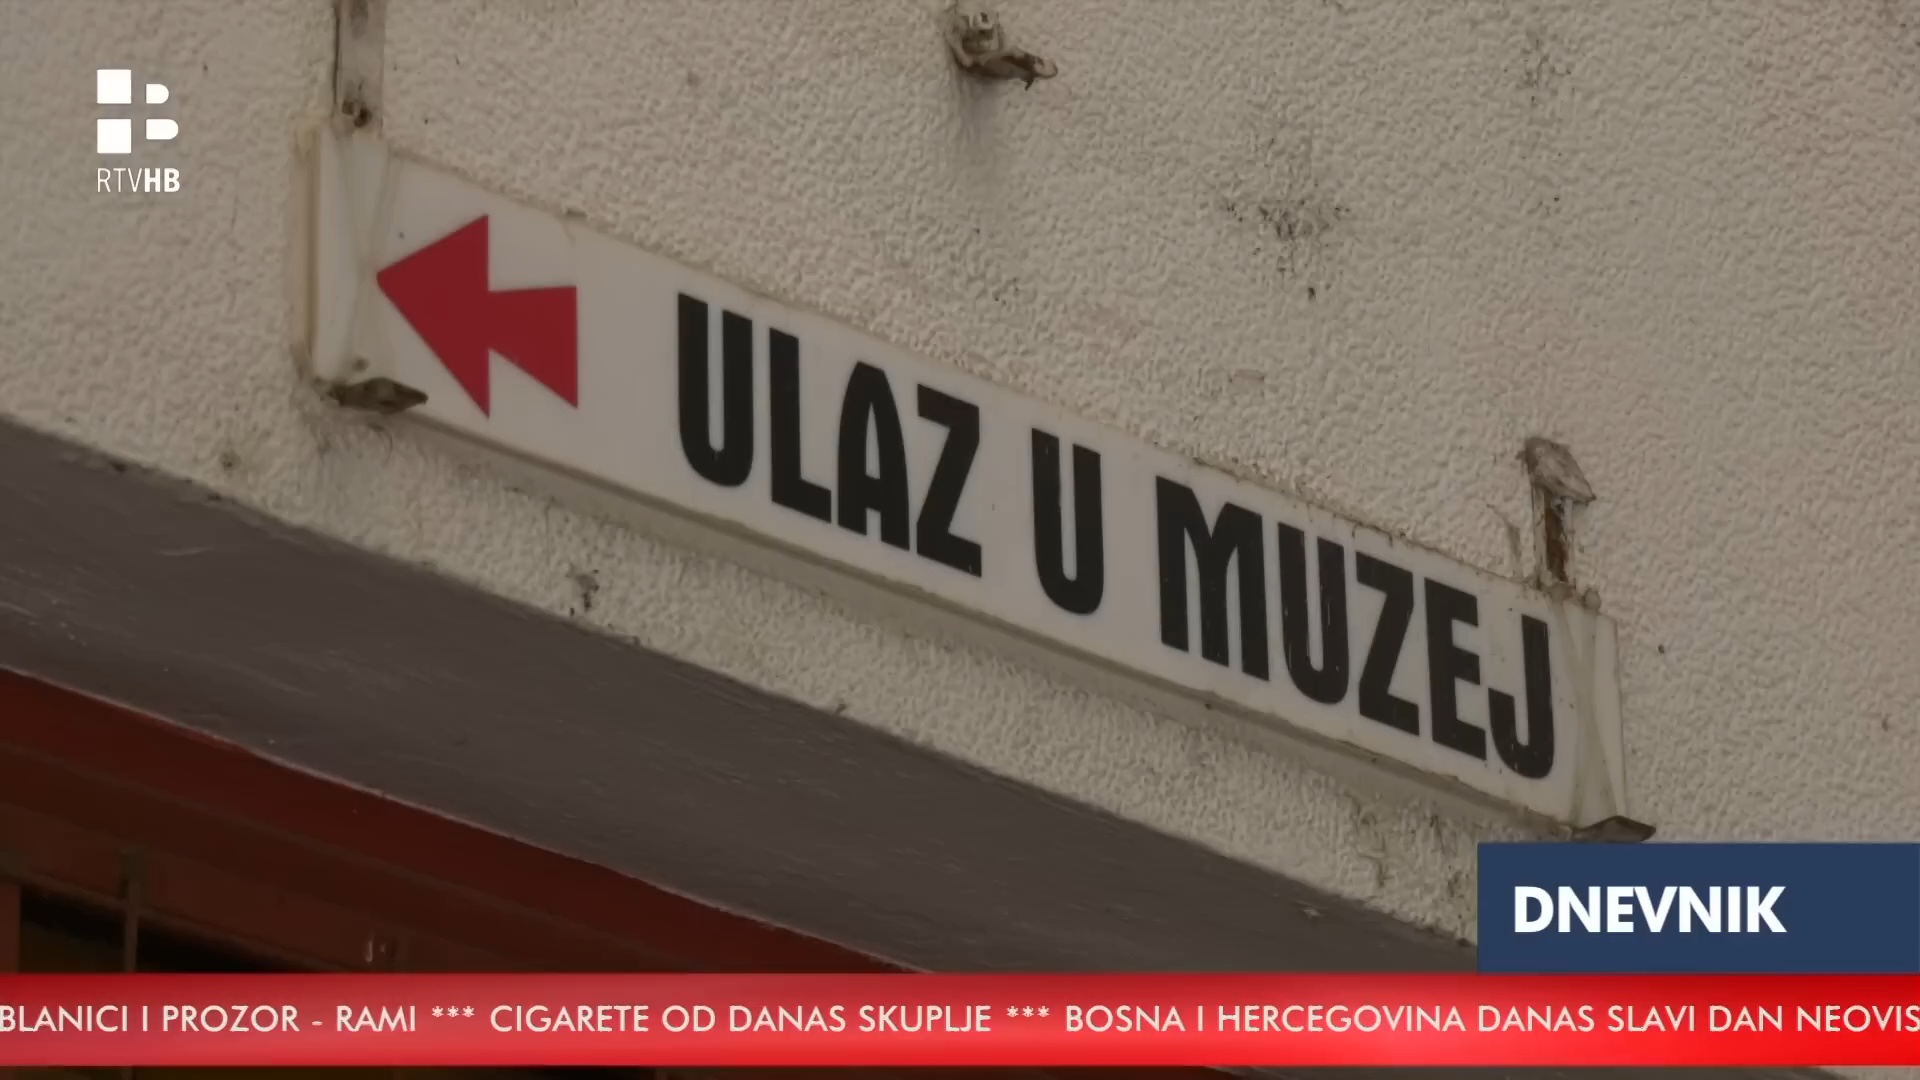 RTVHB
ULAZ U MUZEJ
DNEVNIK
BLANICI I PROZOR - RAMI *** CIGARETE OD DANAS SKUPLJE *** BOSNA I HERCEGOVINA DANAS SLAVI DAN NEOVIS